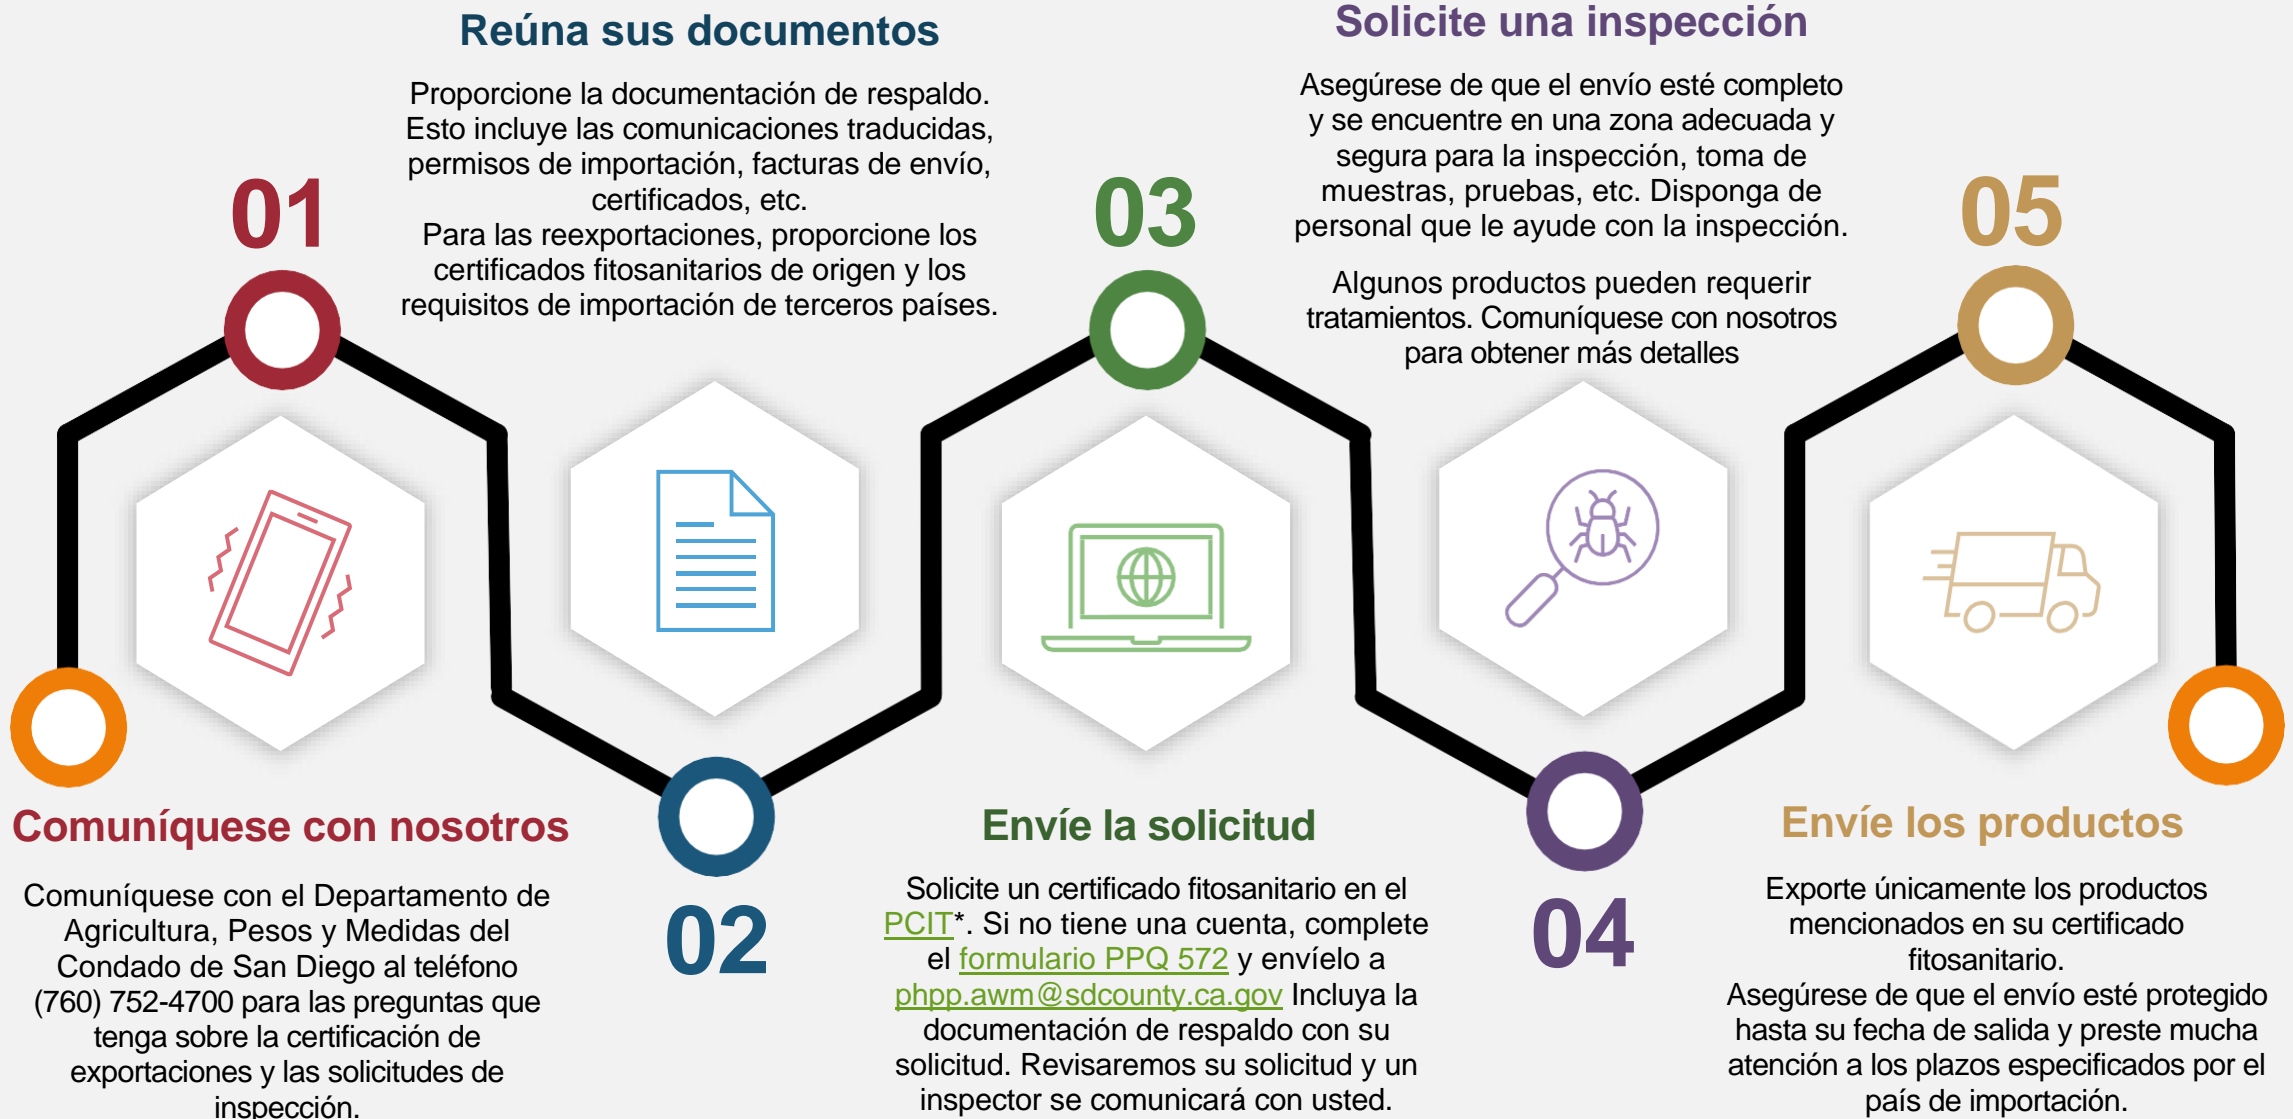 01
Comuníquese con nosotros
Comuníquese con el Departamento de
Agricultura, Pesos y Medidas del
Condado de San Diego al teléfono
(760) 752-4700 para las preguntas que
tenga sobre la certificación de
exportaciones y las solicitudes de
inspección.
Reúna sus documentos
Proporcione la documentación de respaldo.
Esto incluye las comunicaciones traducidas,
permisos de importación, facturas de envío,
certificados, etc.
Para las reexportaciones, proporcione los
certificados fitosanitarios de origen y los
requisitos de importación de terceros países.
02
03
Envíe la solicitud
Solicite un certificado fitosanitario en el
PCIT*. Si no tiene una cuenta, complete
el formulario PPQ 572 y envíelo a
phpp.awm@sdcounty.ca.gov Incluya la
documentación de respaldo con su
solicitud. Revisaremos su solicitud y un
inspector se comunicará con usted.
Solicite una inspección
Asegúrese de que el envío esté completo
y se encuentre en una zona adecuada y
segura para la inspección, toma de
muestras, pruebas, etc. Disponga de
personal que le ayude con la inspección.
Algunos productos pueden requerir
tratamientos. Comuníquese con nosotros
para obtener más detalles
04
05
Envíe los productos
Exporte únicamente los productos
mencionados en su certificado
fitosanitario.
Asegúrese de que el envío esté protegido
hasta su fecha de salida y preste mucha
atención a los plazos especificados por el
país de importación.